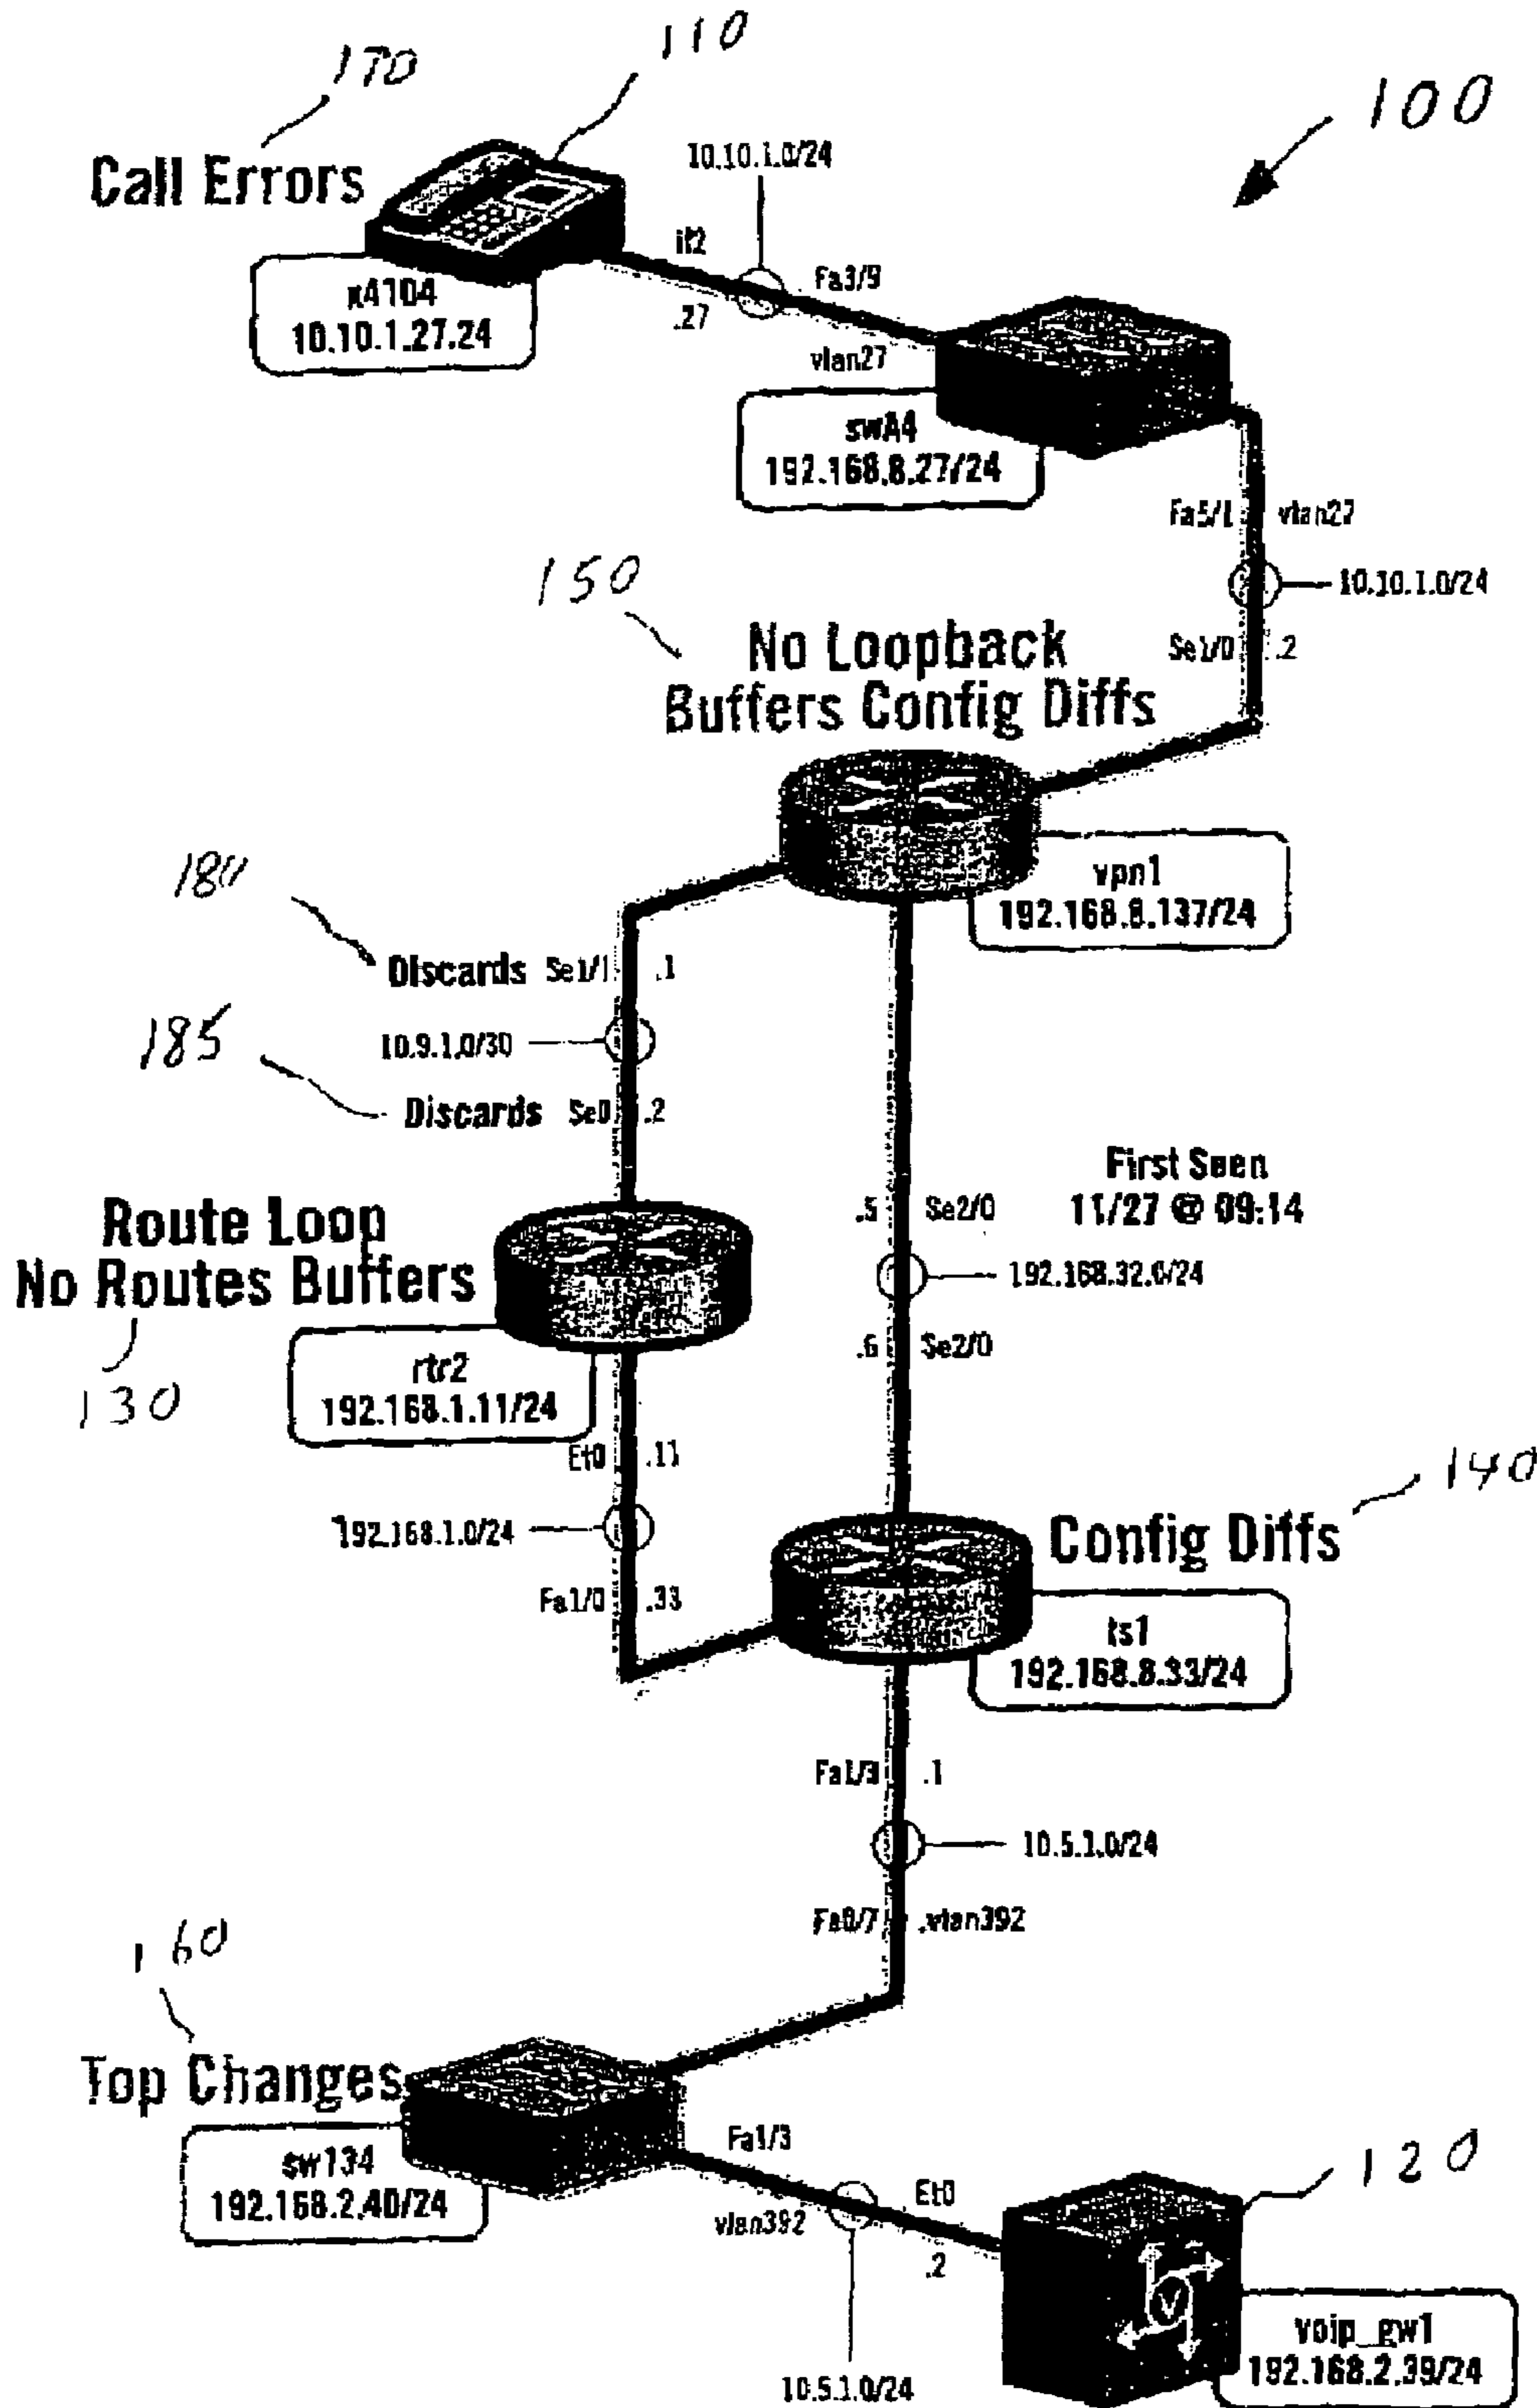 170
110
100
Call Errors
10.10.1.0/24
if2
Fa3/9
x4104
10.10.1.27.24
.27
vlan27
swA4
192.168.8.27/24
Fa5/1
vlan27
150
10.10.1.0/24
No Loopback
Buffers Config Diffs
Se1/0
.2
vpn1
192.168.8.137/24
180
Discards Se1/1
.1
185
10.9.1.0/30
Discards Se0
.2
First Seen
11/27 @ 09:14
Route Loop
No Routes Buffers
.5
Se2/0
192.168.32.0/24
130
rtr2
192.168.1.11/24
.6
Se2/0
Et0
.11
140
192.168.1.0/24
Config Diffs
Fa1/0
.33
ts1
192.168.8.33/24
Fa1/3
.1
10.5.1.0/24
Fa0/7
.vlan392
160
Top Changes
sw134
192.168.2.40/24
Fa1/3
vlan392
Et0
.2
120
10.5.1.0/24
V
voip_gw1
192.168.2.39/24